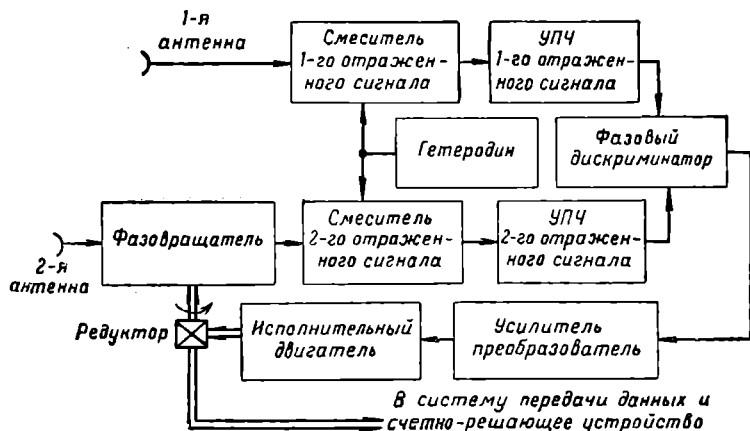 1-я
антенна
Смеситель
1-го отражен-
ного сигнала
УПЧ
1-го отражен-
ного сигнала
Гетеродин
Фазовый
дискриминатор
Фазовращатель
Смеситель
2-го отражен-
ного сигнала
УПЧ
2-го отражен-
ного сигнала
2-я
антенна
Редуктор
Исполнительный
двигатель
Усилитель
преобразователь
В систему передачи данных и
счетно-решающее устройство